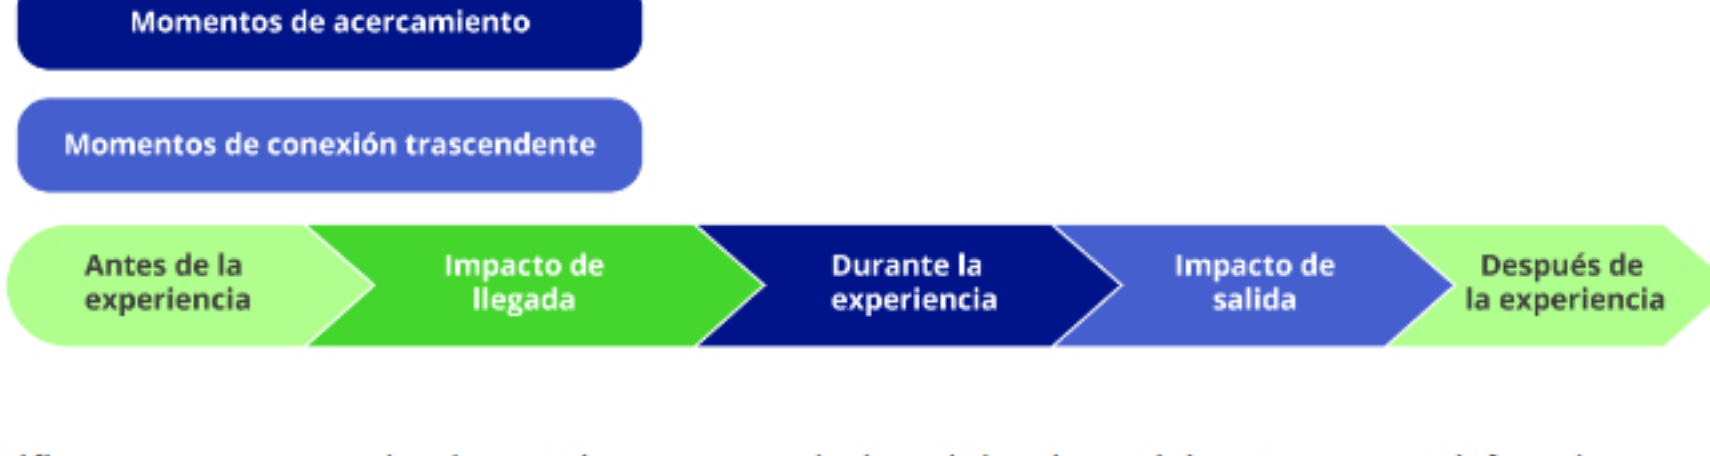 Momentos de acercamiento
Momentos de conexión trascendente
Antes de la
experiencia
Impacto de
llegada
Durante la
experiencia
Impacto de
salida
Después de
la experiencia